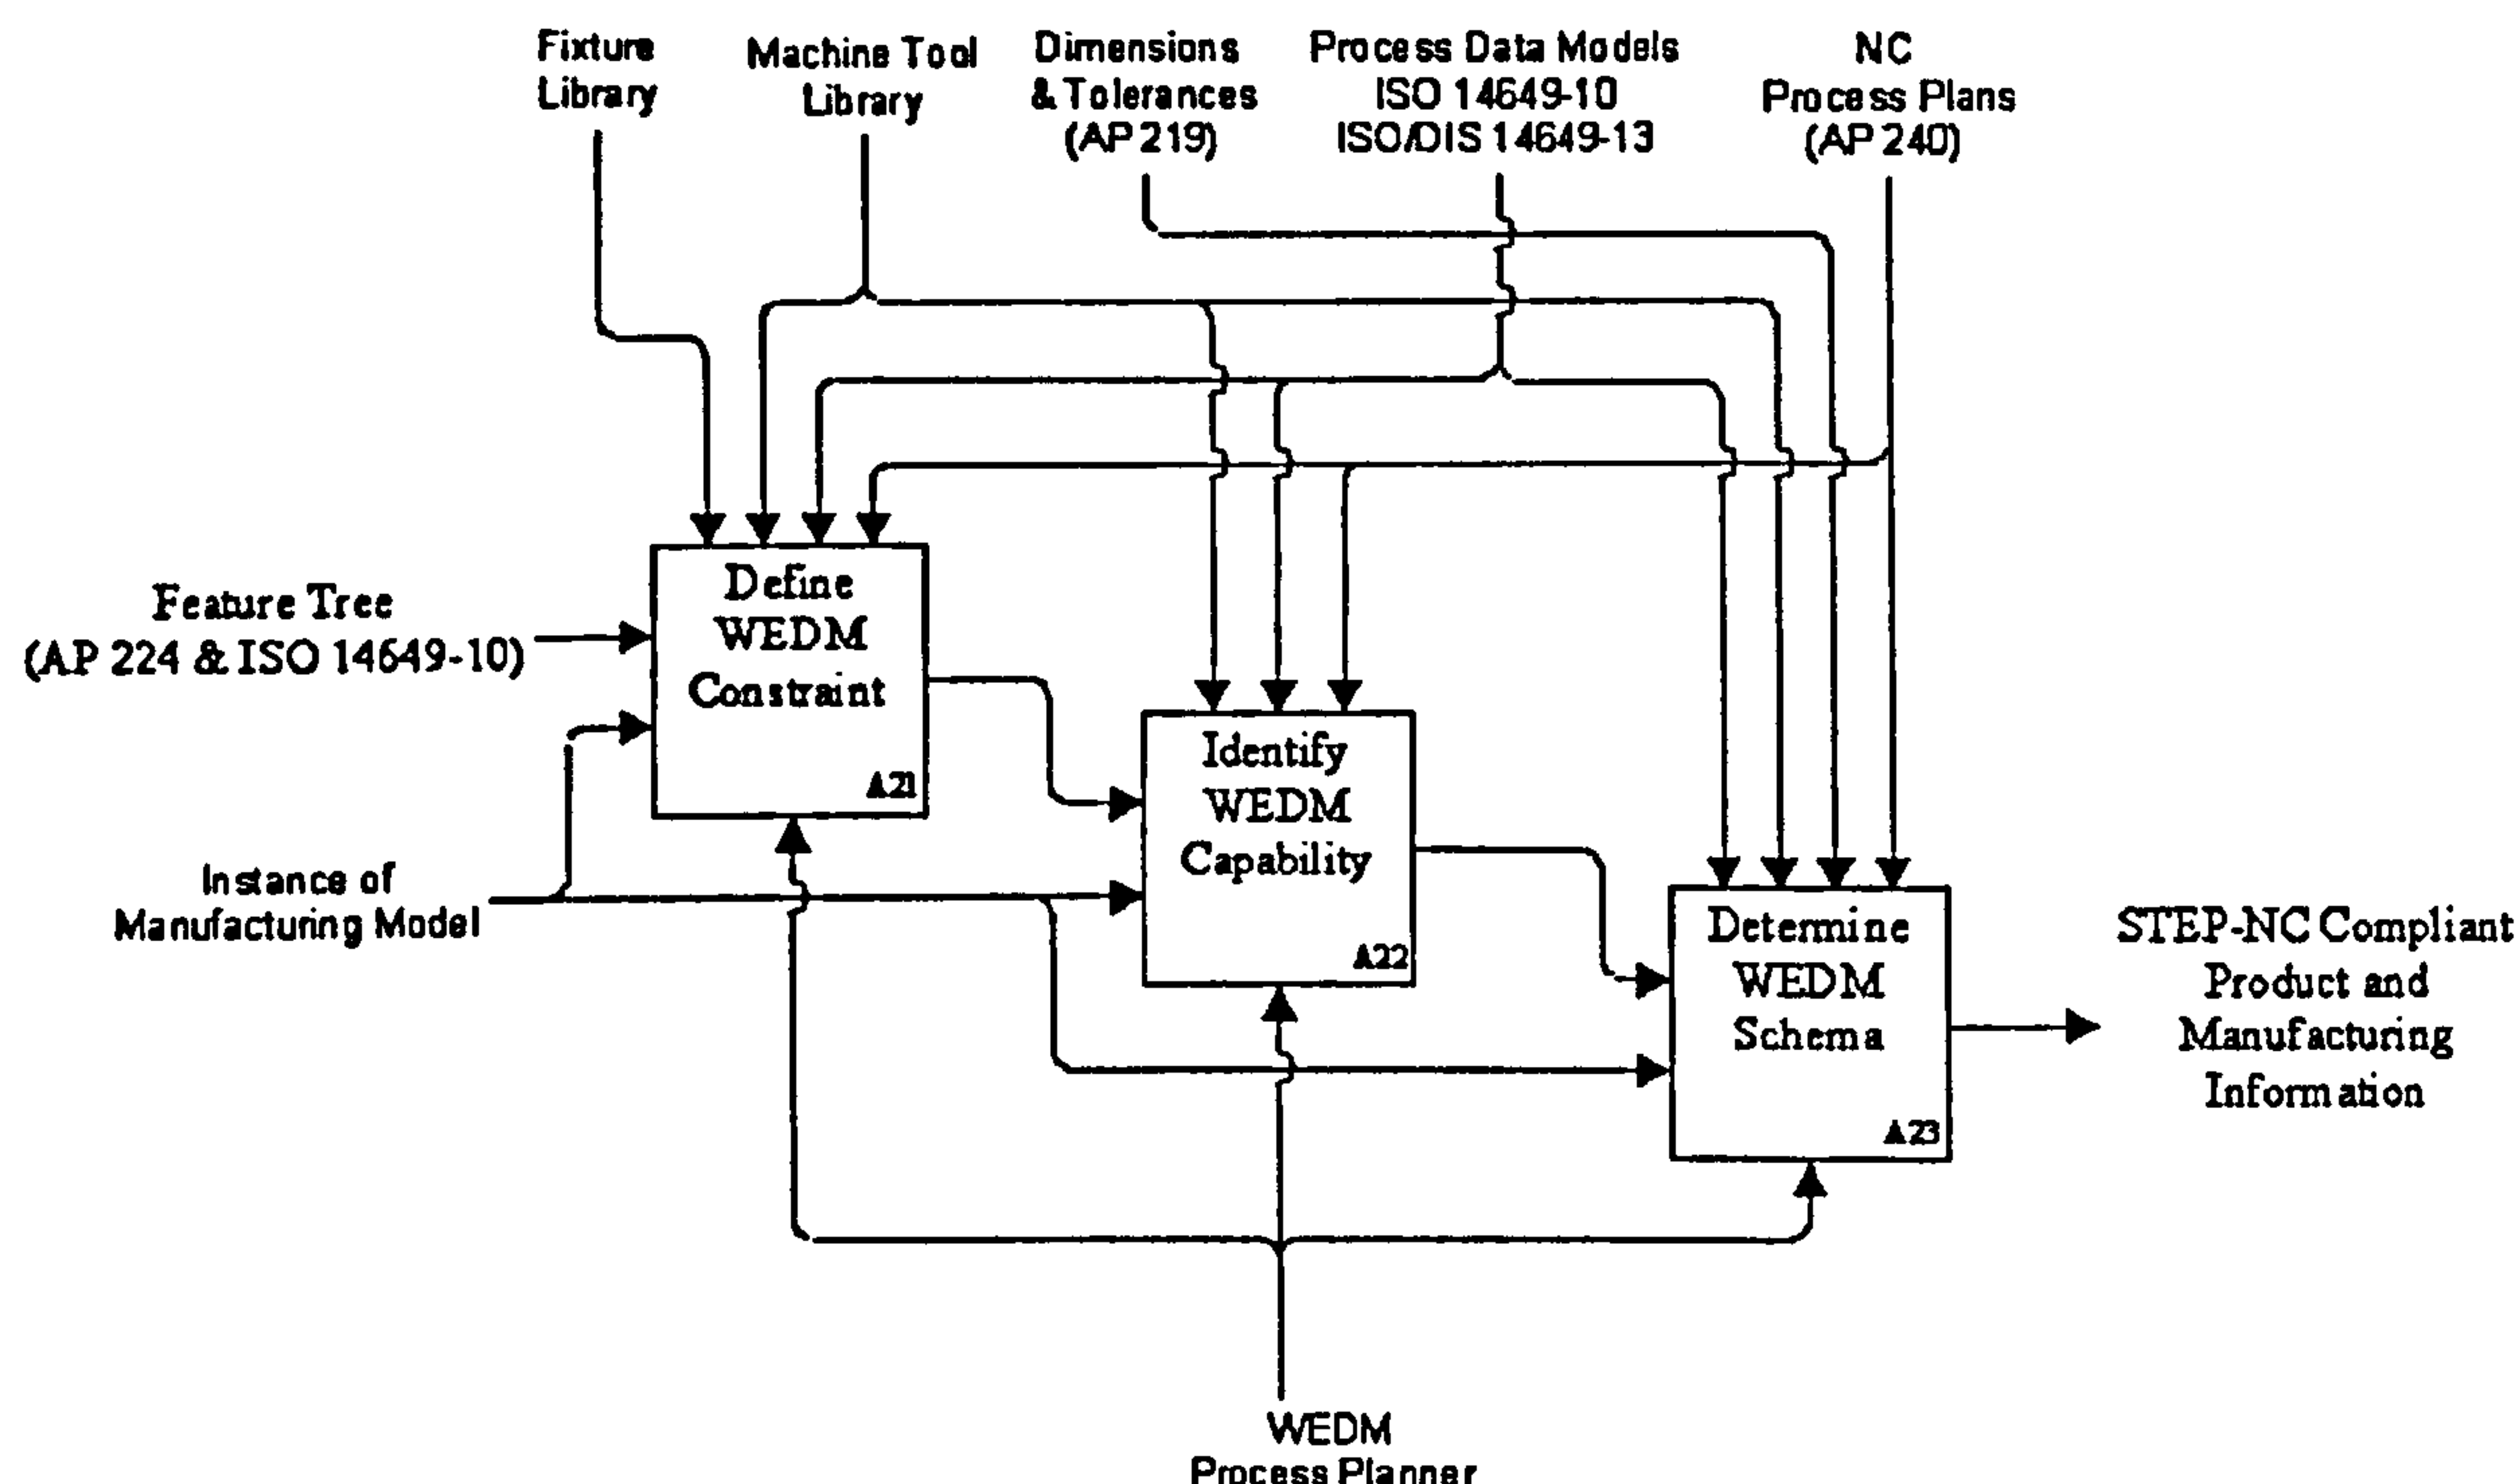 Fixture
Library
Machine Tool
Library
Dimensions
& Tolerances
(AP 219)
Process Data Models
ISO 14649-10
ISO/DIS 14649-13
NC
Process Plans
(AP 240)
Feature Tree
(AP 224 & ISO 14649-10)
Define
WEDM
Constraint
A21
Instance of
Manufacturing Model
Identify
WEDM
Capability
A22
Determine
WEDM
Schema
A23
STEP-NC Compliant
Product and
Manufacturing
Information
WEDM
Process Planner